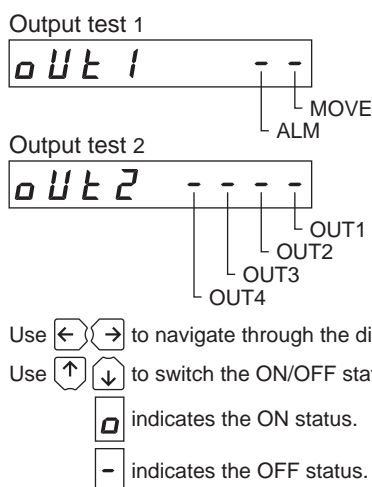 Output test 1
oUt1 - -
MOVE
ALM
Output test 2
oUt2 - - - -
OUT1
OUT2
OUT3
OUT4
Use ← → to navigate through the di
Use ↑ ↓ to switch the ON/OFF sta
o indicates the ON status.
- indicates the OFF status.